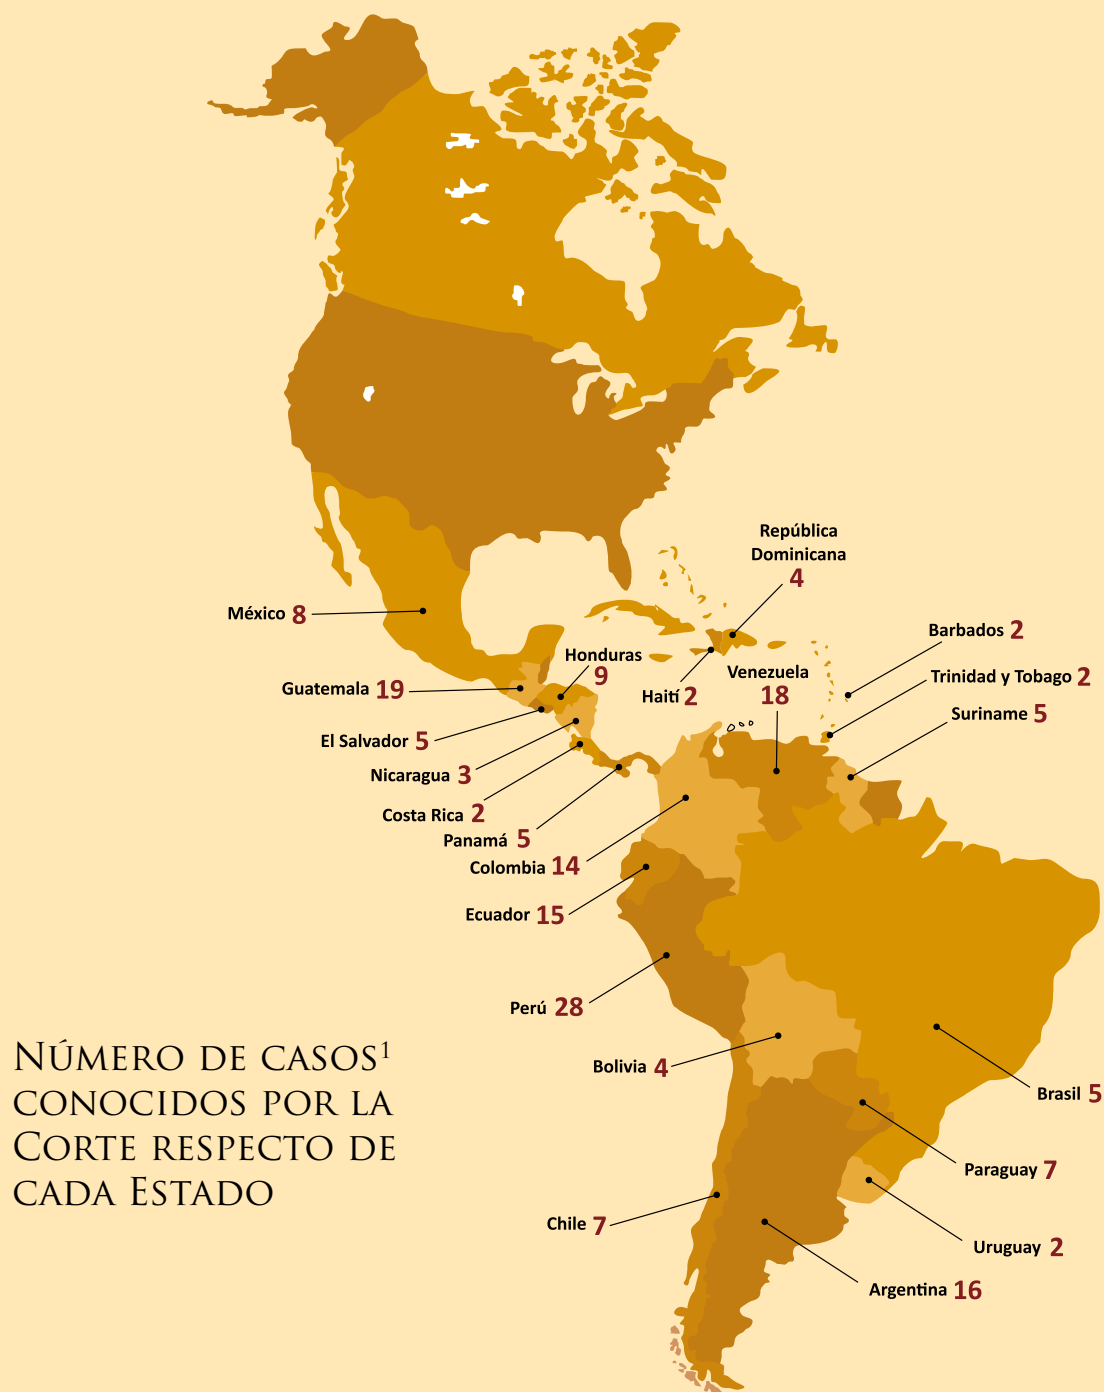 República
Dominicana
4
México 8
Barbados 2
Honduras
9
Venezuela
18
Trinidad y Tobago 2
Guatemala 19
Haití 2
Suriname 5
El Salvador 5
Nicaragua 3
Costa Rica 2
Panamá 5
Colombia 14
Ecuador 15
Perú 28
Bolivia 4
Brasil 5
Paraguay 7
Chile 7
Uruguay 2
Argentina 16
Número de casos¹
conocidos por la
Corte respecto de
cada Estado